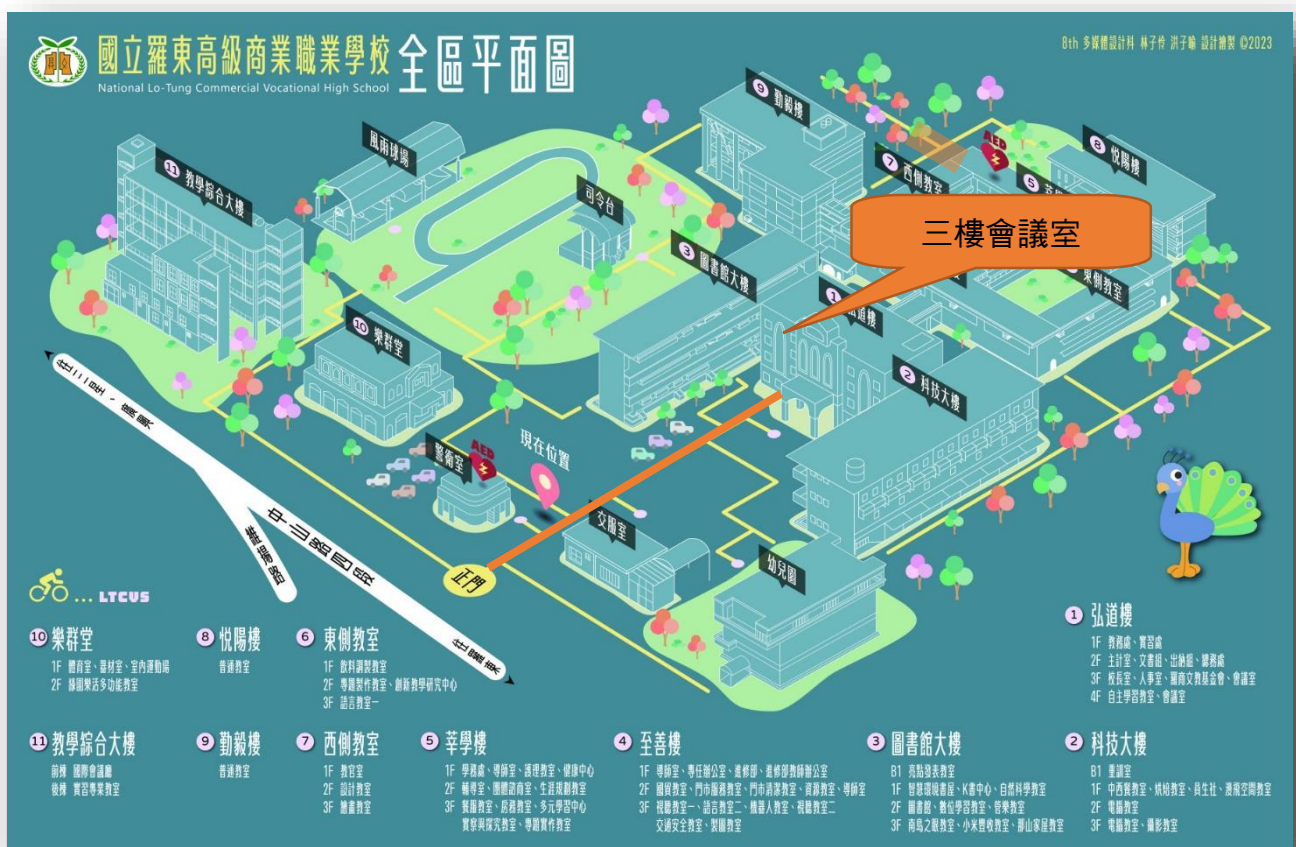 國立羅東高級商業職業學校 全區平面圖
National Lo-Tung Commercial Vocational High School
8th 多媒體設計科 林子伶 洪子喻 設計繪製 ©2023
9 勤毅樓
風雨球場
AED
8 悅陽樓
11 教學綜合大樓
7 西側教室
5 莘學
司令台
三樓會議室
3 圖書館大樓
東側教室
1 弘道樓
10 樂群堂
2 科技大樓
往三星、廣興
現在位置
警衛室
AED
交服室
中山路四段
幼兒園
正門
往羅東
... LTCVS
10 樂群堂
1F 體育室、器材室、室內運動場
2F 綠園樂活多功能教室
8 悅陽樓
普通教室
6 東側教室
1F 飲料調製教室
2F 專題製作教室、創新教學研究中心
3F 語言教室一
1 弘道樓
1F 教務處、實習處
2F 主計室、文書組、出納組、總務處
3F 校長室、人事室、羅商文教基金會、會議室
4F 自主學習教室、會議室
11 教學綜合大樓
前棟 國際會議廳
後棟 實習專業教室
9 勤毅樓
普通教室
7 西側教室
1F 教官室
2F 設計教室
3F 繪畫教室
5 莘學樓
1F 學務處、導師室、護理教室、健康中心
2F 輔導室、團體諮商室、生涯規劃教室
3F 餐服教室、房務教室、多元學習中心
實察與探究教室、專題實作教室
4 至善樓
1F 導師室、專任辦公室、進修部、進修部教師辦公室
2F 國貿教室、門市服務教室、門市清潔教室、資源教室、導師室
3F 視聽教室一、語言教室二、機器人教室、視聽教室二
交通安全教室、製圖教室
3 圖書館大樓
B1 亮點發表教室
1F 智慧環境書屋、K書中心、自然科學教室
2F 圖書館、數位學習教室、管樂教室
3F 南島之眼教室、小米豐收教室、那山家屋教室
2 科技大樓
B1 重訓室
1F 中西餐教室、烘焙教室、員生社、澳飛空間教室
2F 電腦教室
3F 電腦教室、攝影教室